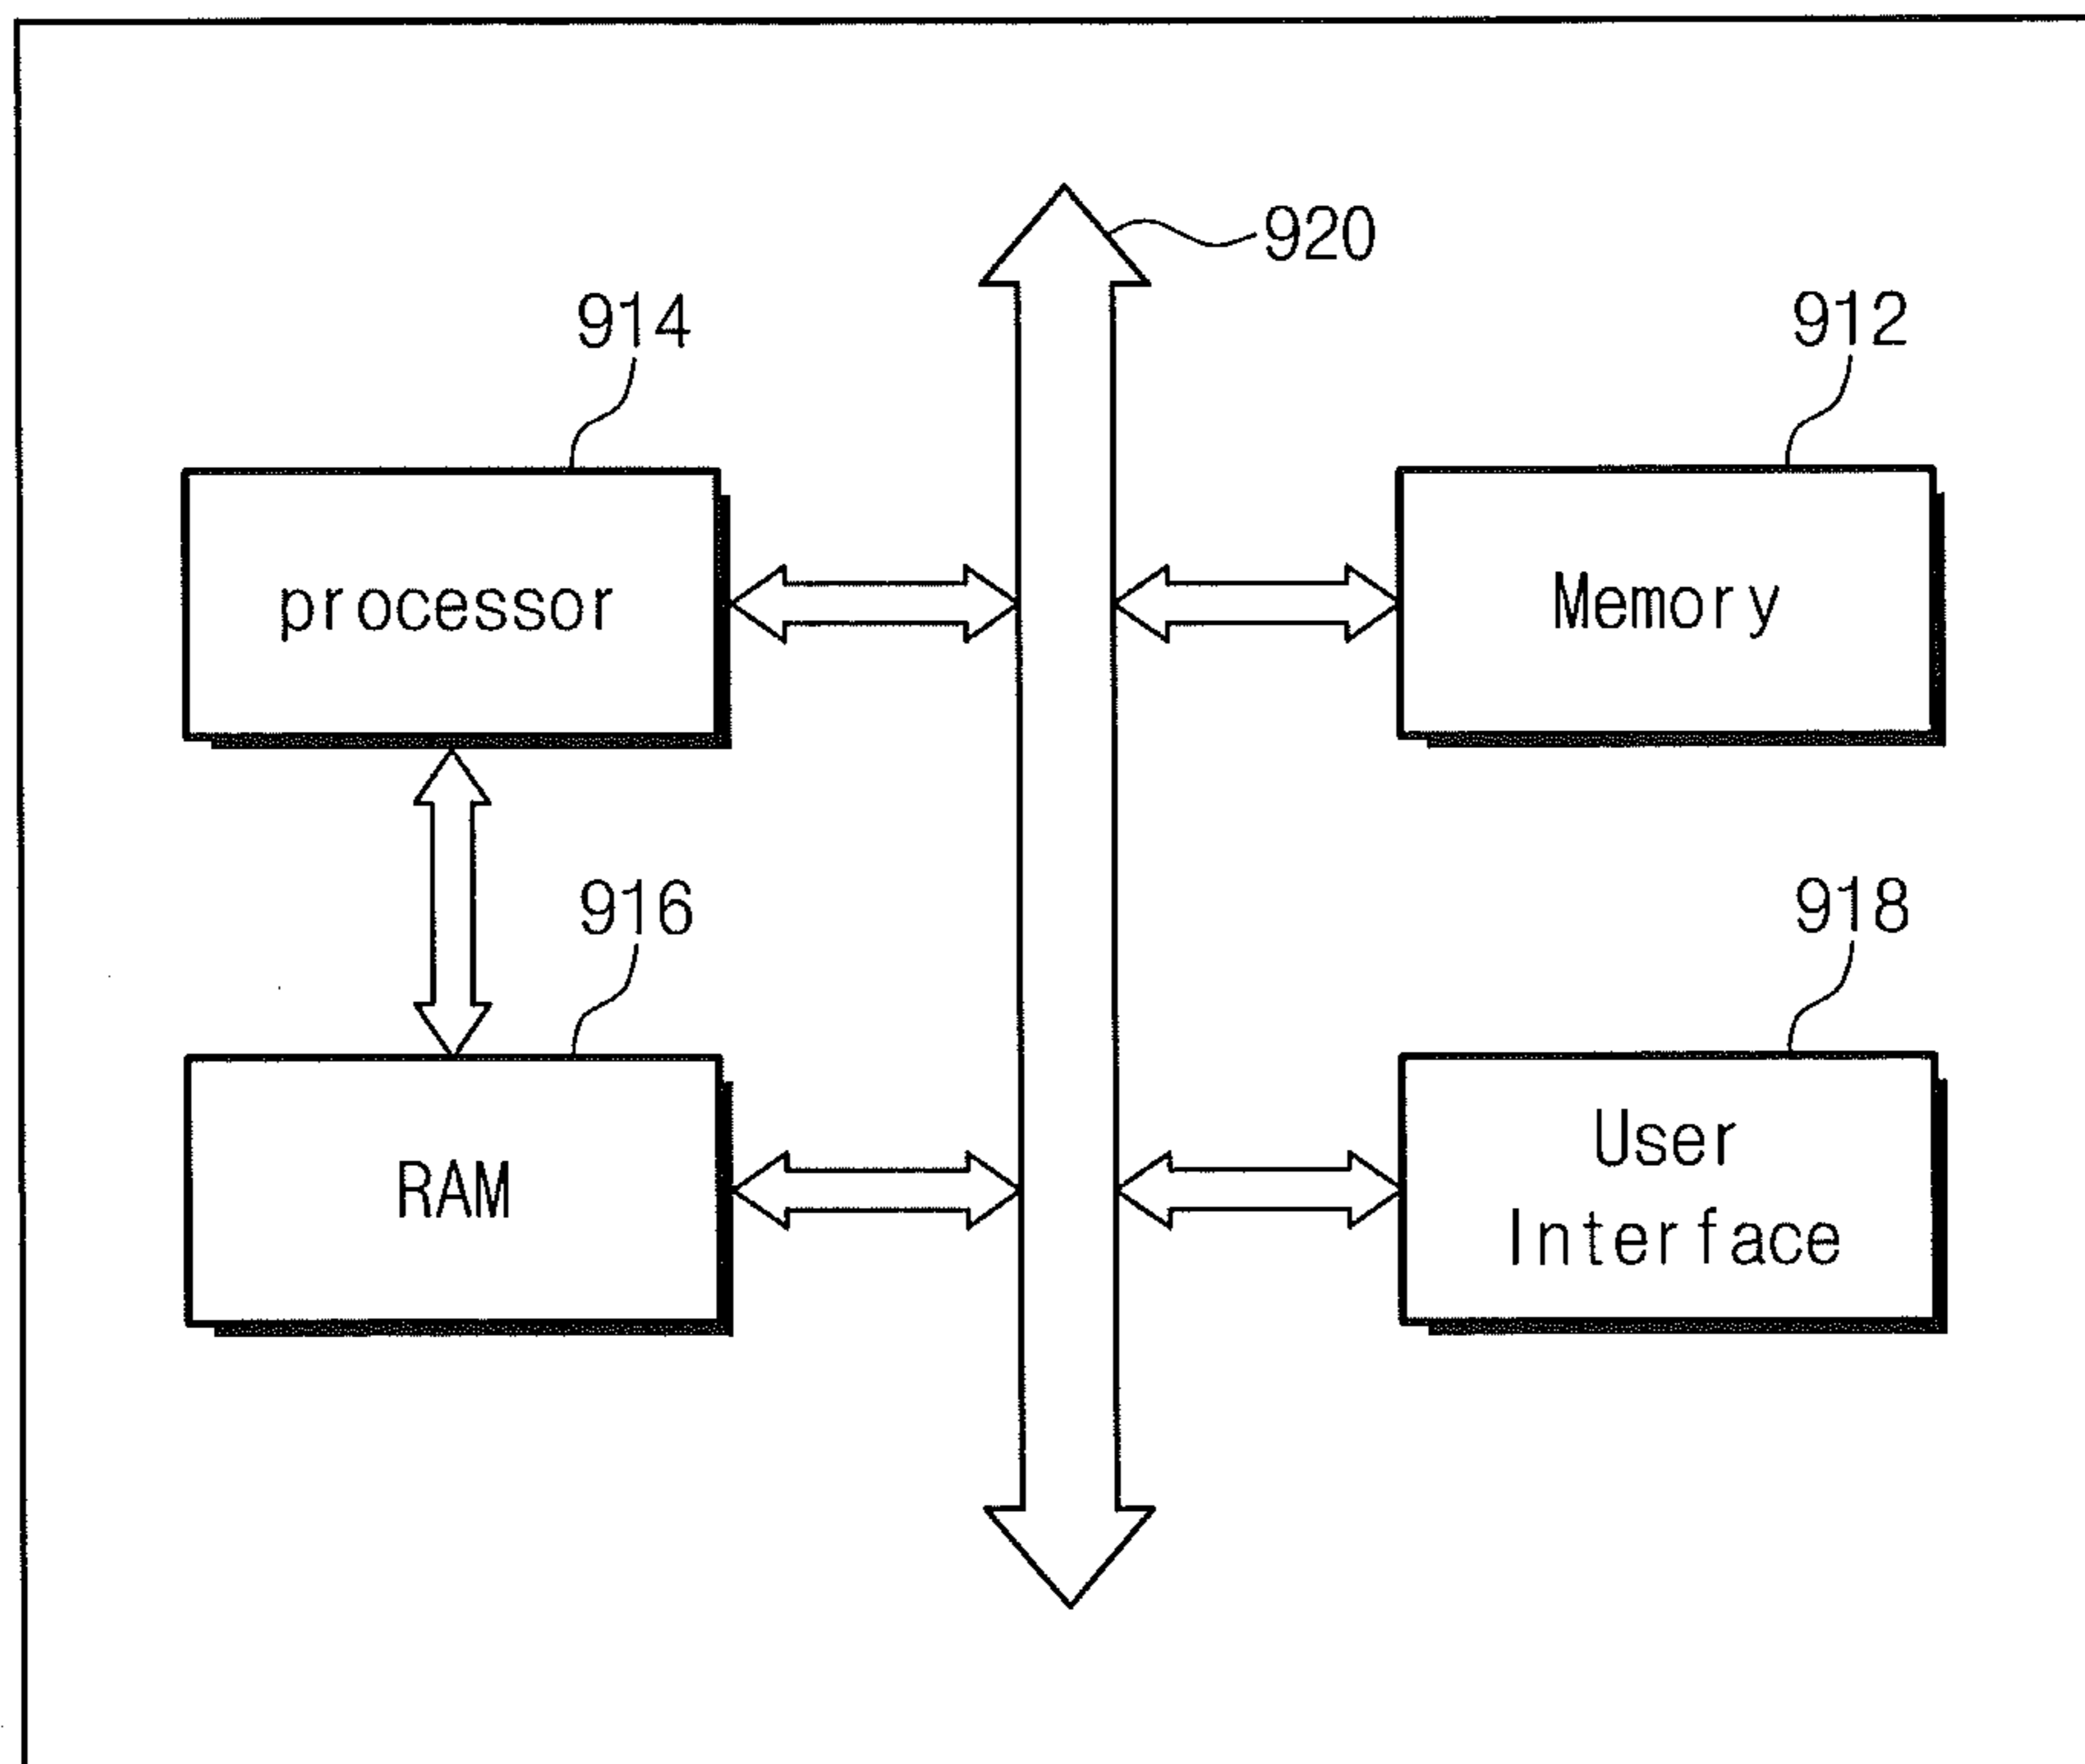 920
914
912
processor
Memory
916
918
RAM
User
Interface